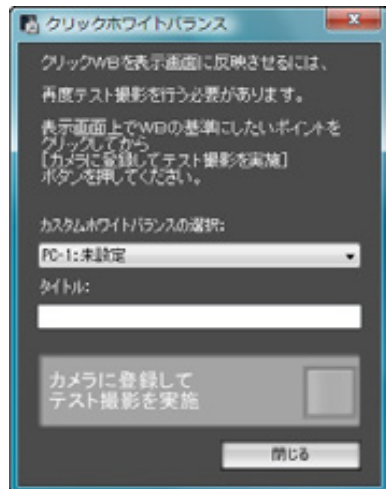 クリックホワイトバランス
クリックWBを表示画面に反映させるには、
再度テスト撮影を行う必要があります。
表示画面上でWBの基準にしたいポイントを
クリックしてから
[カメラに登録してテスト撮影を実施]
ボタンを押してください。
カスタムホワイトバランスの選択:
PC-1:未設定
タイトル:
カメラに登録して
テスト撮影を実施
閉じる